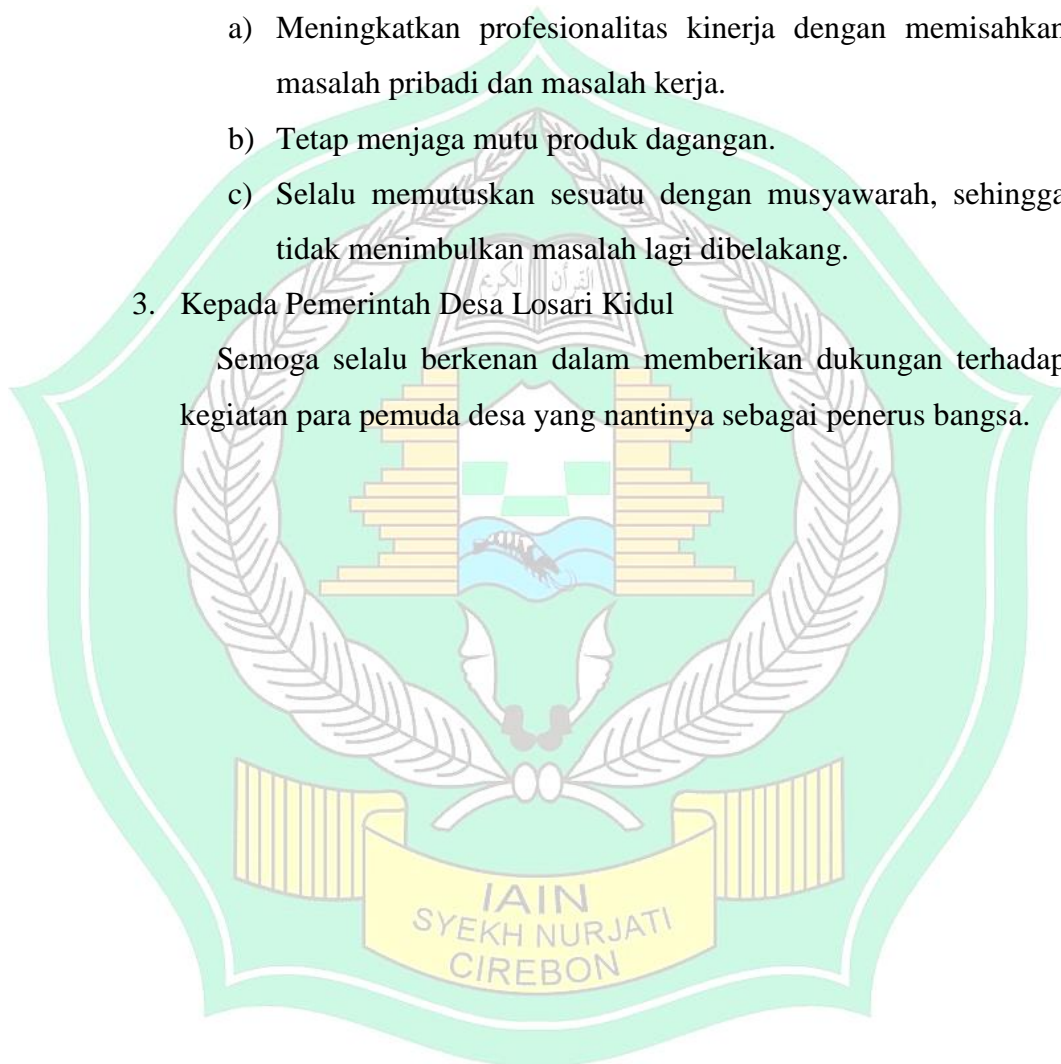 a) Meningkatkan profesionalitas kinerja dengan memisahkan
masalah pribadi dan masalah kerja.
b) Tetap menjaga mutu produk dagangan.
c) Selalu memutuskan sesuatu dengan musyawarah, sehingga
tidak menimbulkan masalah lagi dibelakang.
3. Kepada Pemerintah Desa Losari Kidul
Semoga selalu berkenan dalam memberikan dukungan terhadap
kegiatan para pemuda desa yang nantinya sebagai penerus bangsa.
القرآن الكريم
IAIN
SYEKH NURJATI
CIREBON